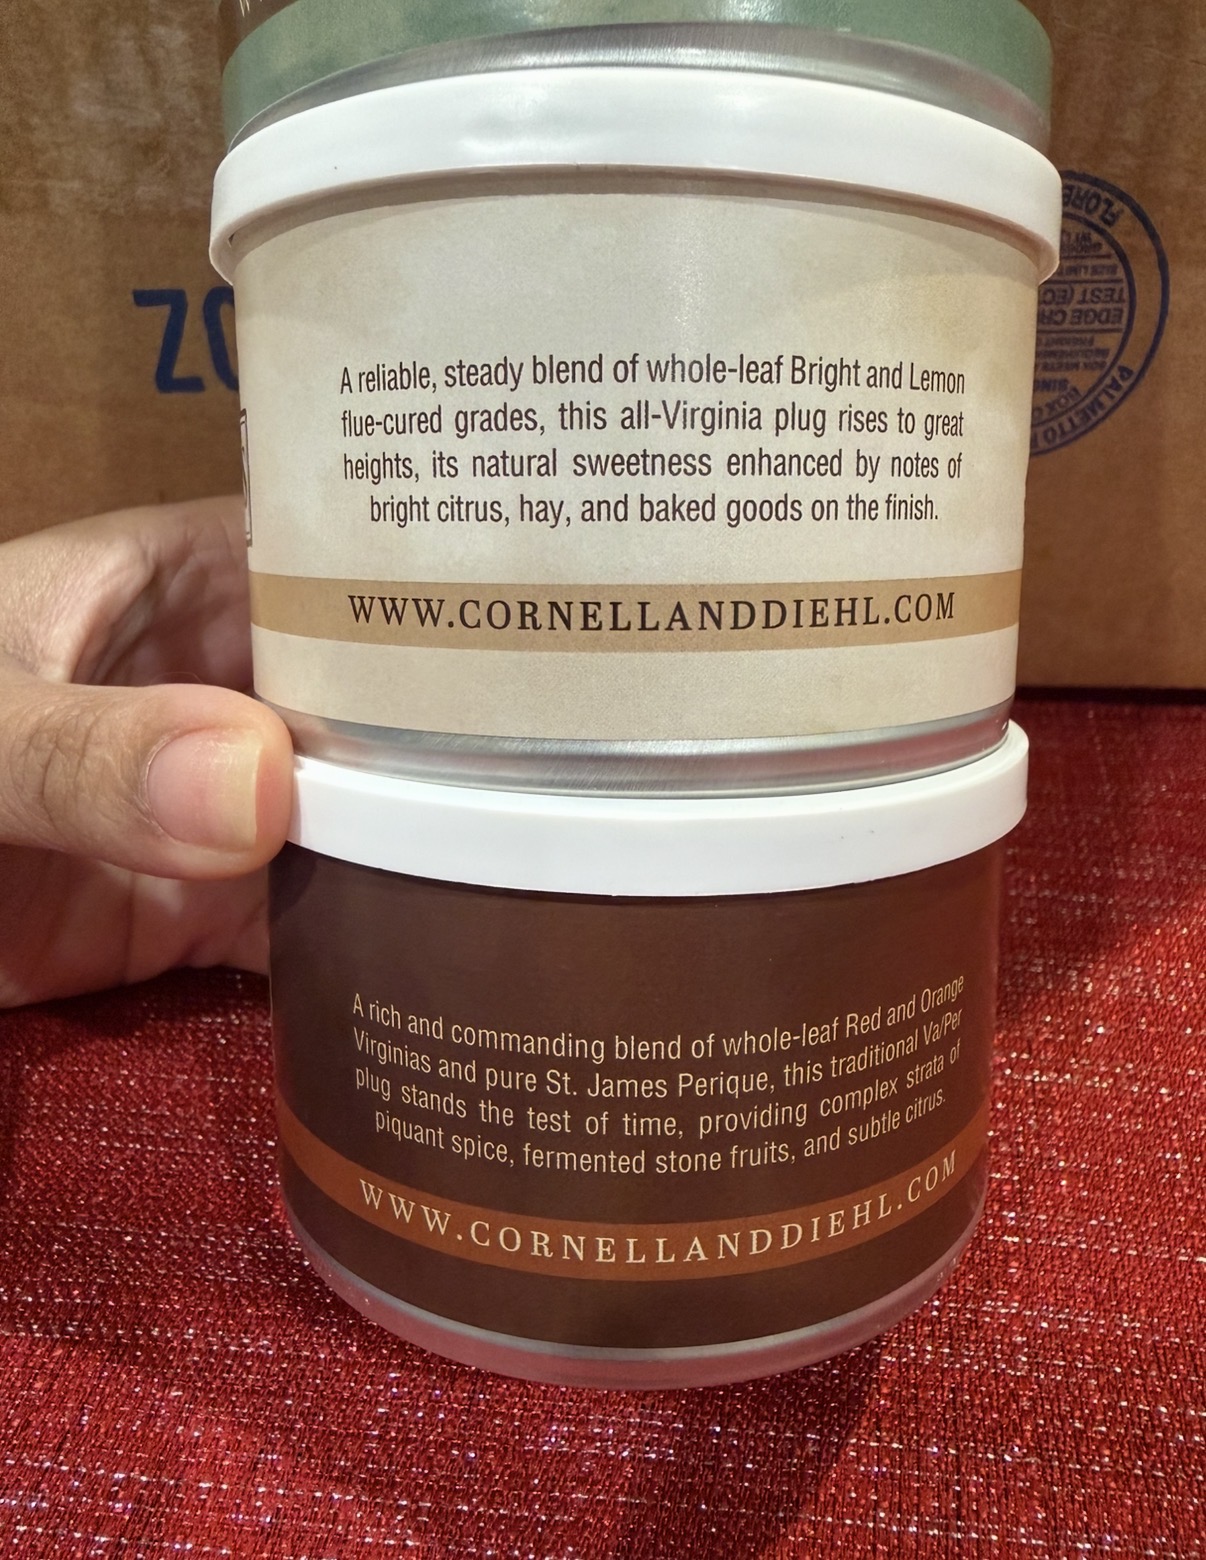 A reliable, steady blend of whole-leaf Bright and Lemon
flue-cured grades, this all-Virginia plug rises to great
heights, its natural sweetness enhanced by notes of
bright citrus, hay, and baked goods on the finish.
WWW.CORNELLANDDIEHL.COM
A rich and commanding blend of whole-leaf Red and Orange
Virginias and pure St. James Perique, this traditional Va/Per
plug stands the test of time, providing complex strata of
piquant spice, fermented stone fruits, and subtle citrus.
WWW.CORNELLANDDIEHL.COM
PALMETTO
EDGE
TEST